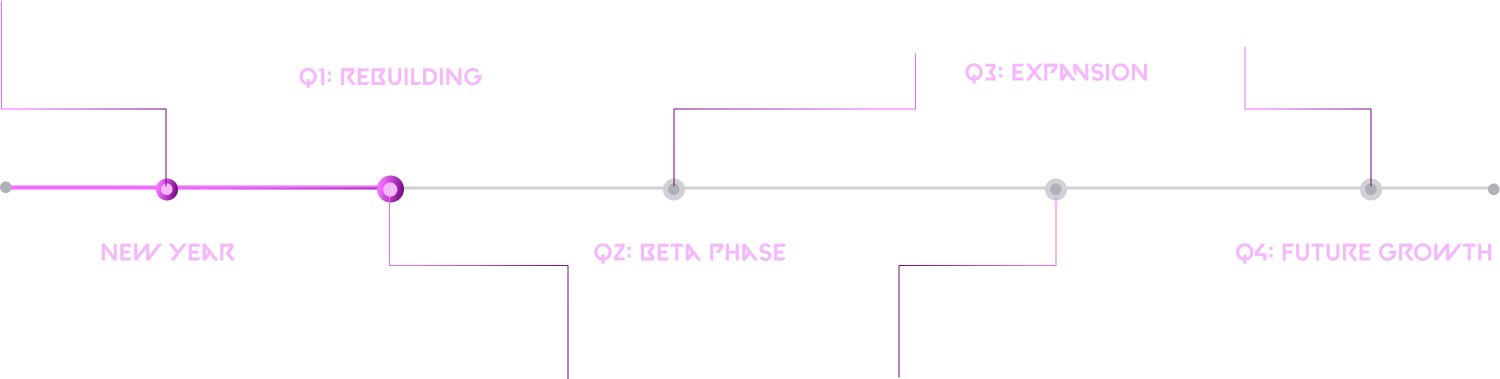 Q1: REBUILDING
Q3: EXPANSION
NEW YEAR
Q2: BETA PHASE
Q4: FUTURE GROWTH